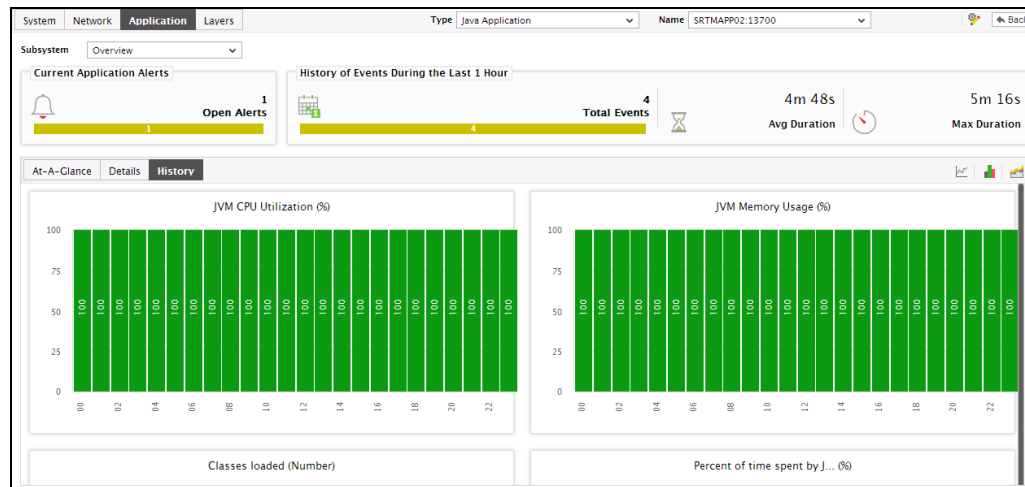 System Network Application Layers Type Java Application Name SRTMAPP02:13700 Back
Subsystem Overview
Current Application Alerts History of Events During the Last 1 Hour
1 4 4m 48s 5m 16s
Open Alerts Total Events Avg Duration Max Duration
1 4
At-A-Glance Details History
JVM CPU Utilization (%) JVM Memory Usage (%)
100 100
75 75
50 100 100 100 100 100 100 100 100 100 100 100 100 100 100 100 100 100 100 100 100 100 100 100 100 50 100 100 100 100 100 100 100 100 100 100 100 100 100 100 100 100 100 100 100 100 100 100 100 100
25 25
0 0
00 02 04 06 08 10 12 14 16 18 20 22 00 02 04 06 08 10 12 14 16 18 20 22
Classes loaded (Number) Percent of time spent by J... (%)